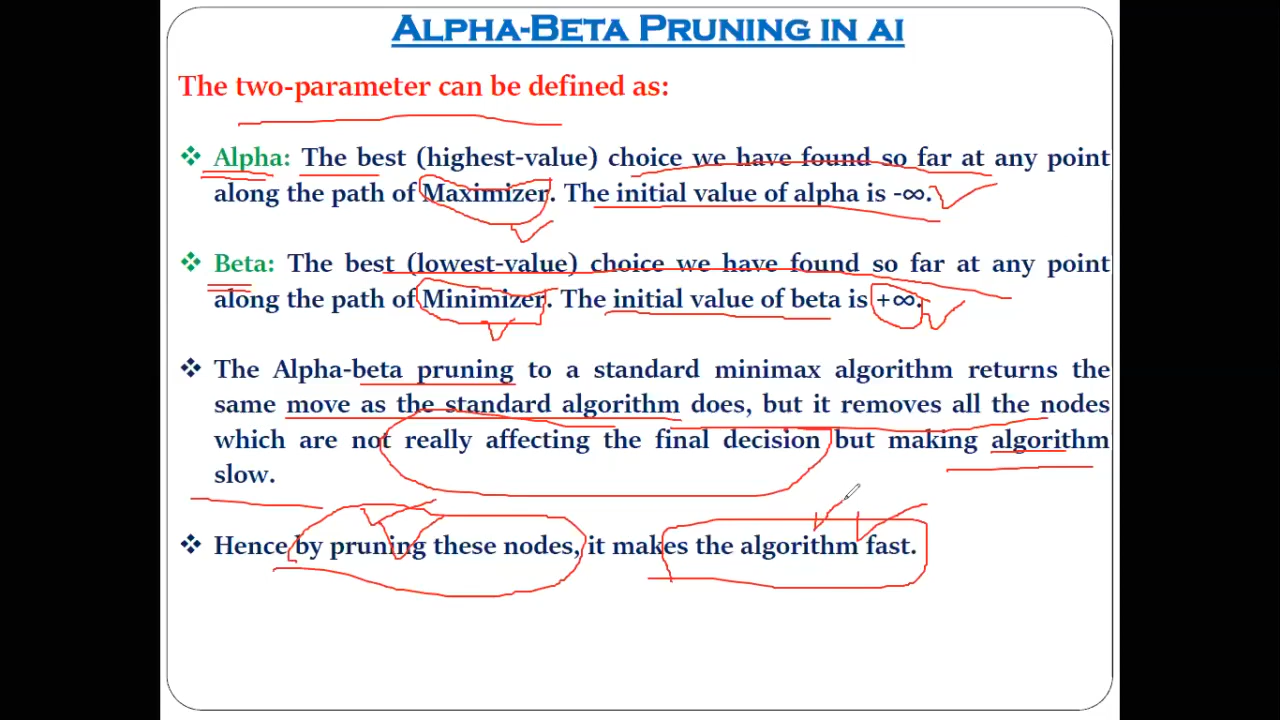 ALPHA-BETA PRUNING IN AI
The two-parameter can be defined as:
❖ Alpha: The best (highest-value) choice we have found so far at any point
along the path of Maximizer. The initial value of alpha is -∞.
❖ Beta: The best (lowest-value) choice we have found so far at any point
along the path of Minimizer. The initial value of beta is +∞.
❖ The Alpha-beta pruning to a standard minimax algorithm returns the
same move as the standard algorithm does, but it removes all the nodes
which are not really affecting the final decision but making algorithm
slow.
❖ Hence by pruning these nodes, it makes the algorithm fast.